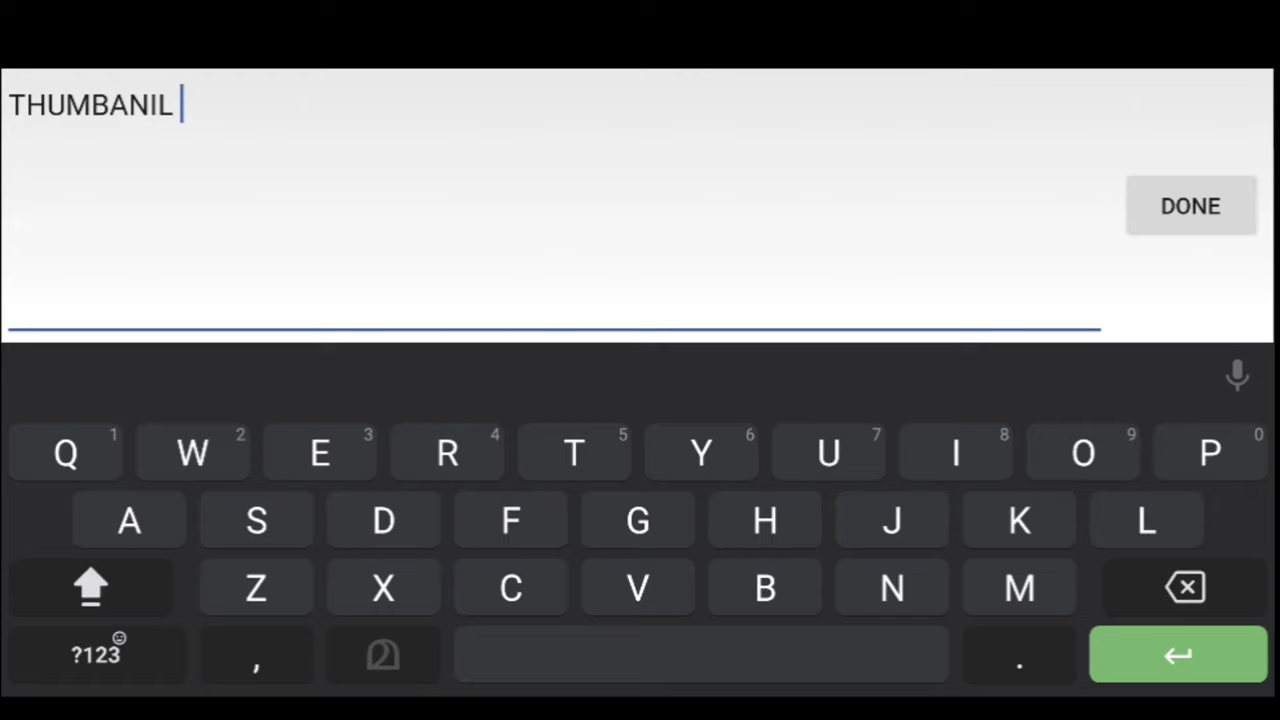 THUMBANIL
DONE
Q 1 W 2 E 3 R 4 T 5 Y 6 U 7 I 8 O 9 P 0
A S D F G H J K L
Z X C V B N M
?123 , മ .